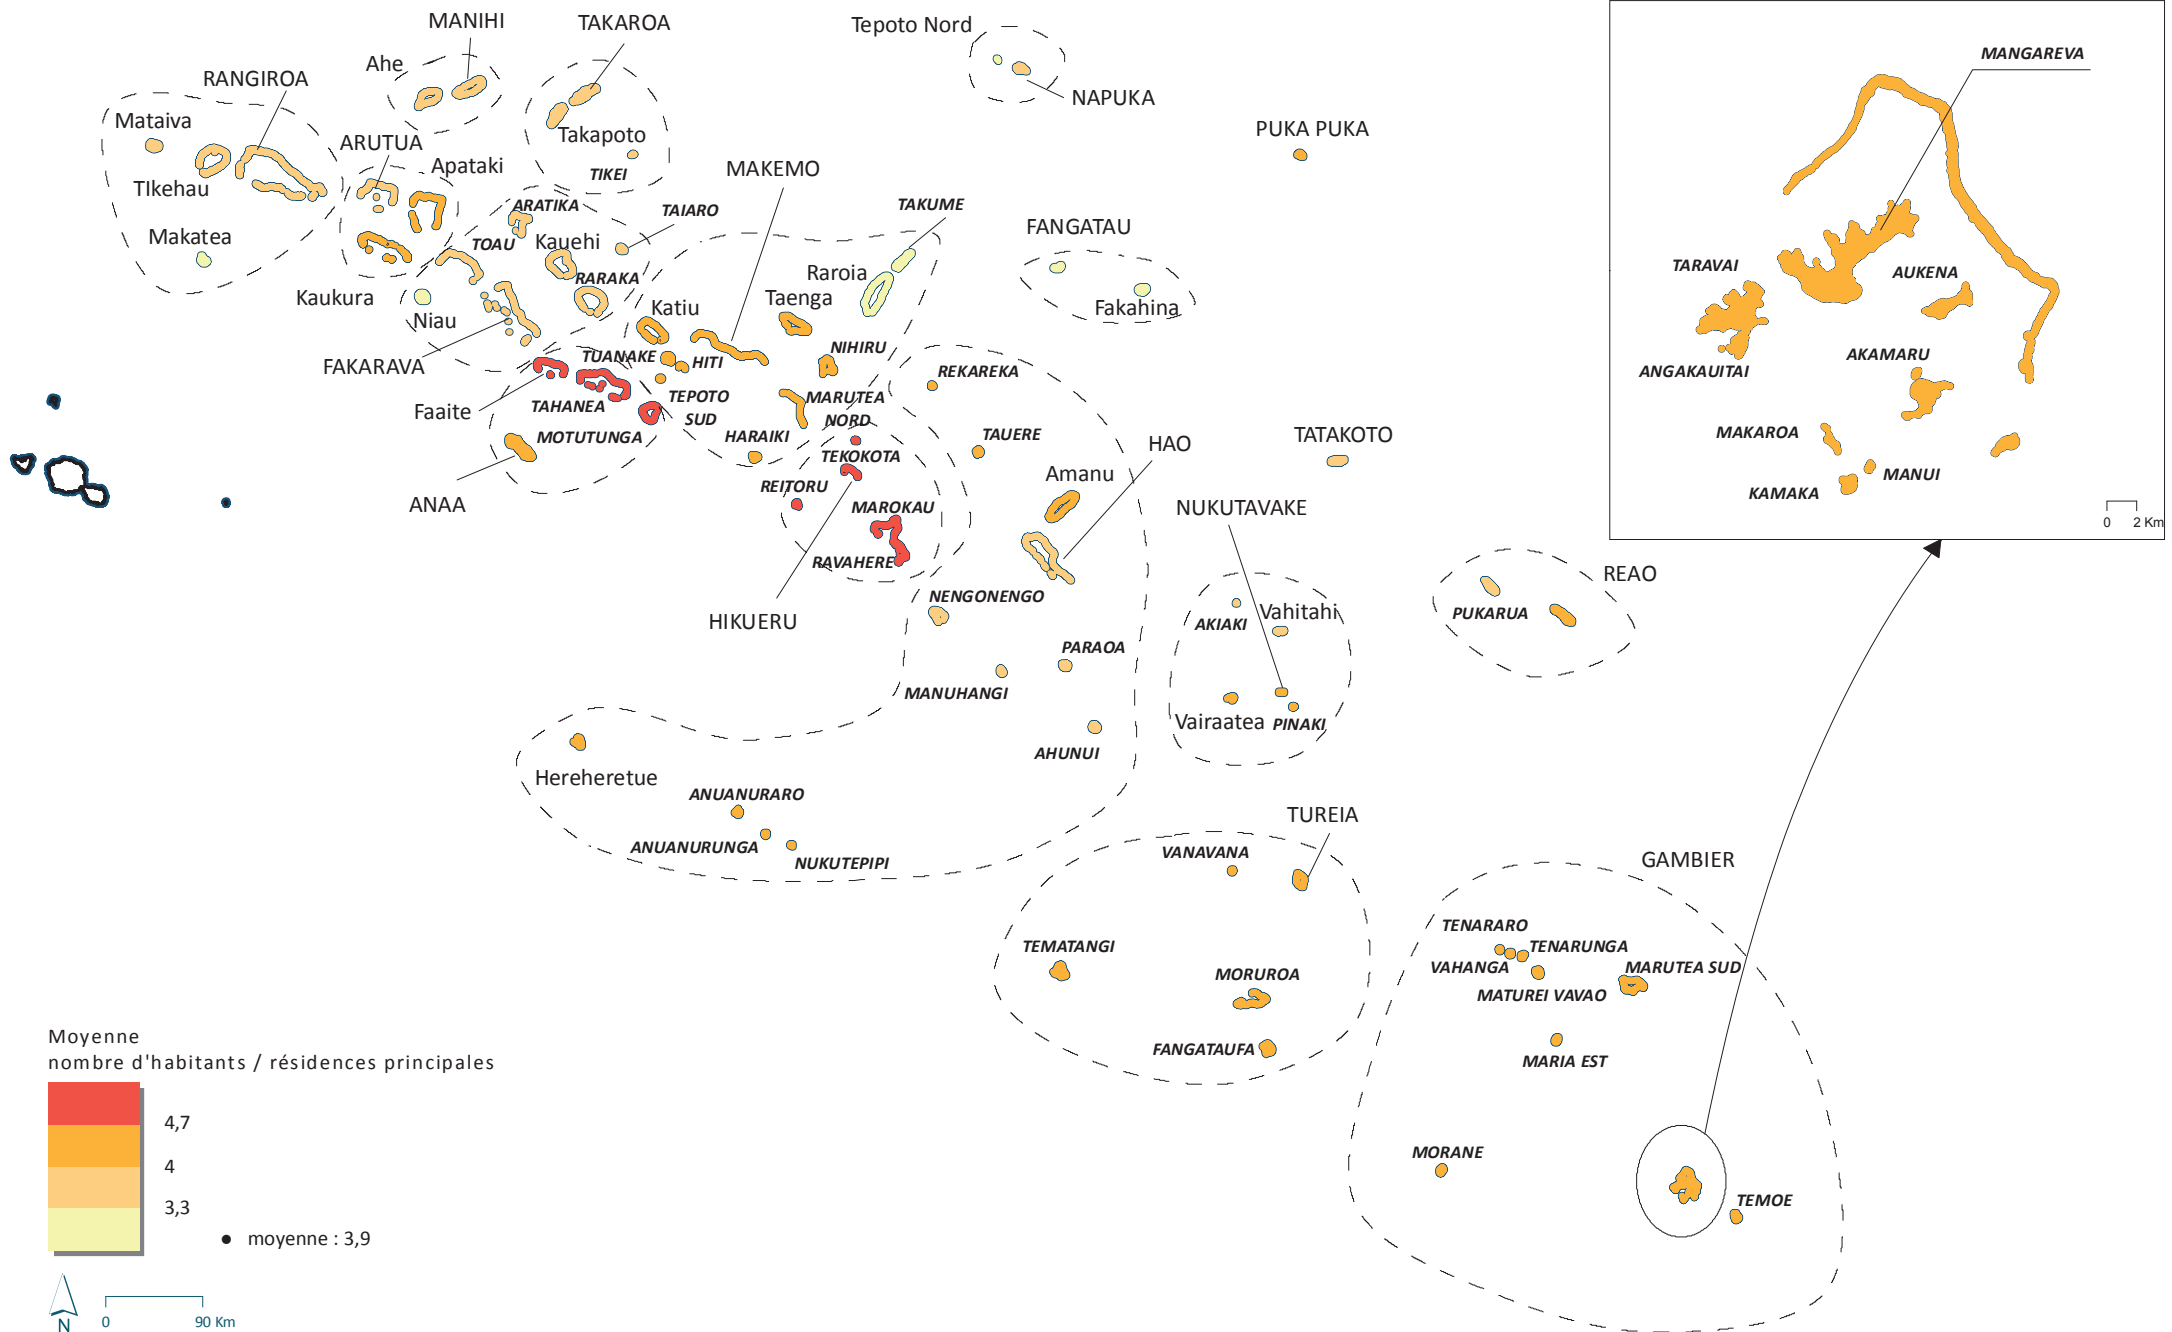 MANIHI
TAKAROA
Tepoto Nord
MANGAREVA
Ahe
RANGIROA
NAPUKA
Mataiva
ARUTUA
Takapoto
PUKA PUKA
Apataki
MAKEMO
TIkehau
TIKEI
ARATIKA
TAIARO
TAKUME
Makatea
TOAU
Kauehi
FANGATAU
TARAVAI
AUKENA
RARAKA
Raroia
Kaukura
Taenga
Katiu
Fakahina
Niau
NIHIRU
AKAMARU
FAKARAVA
TUANAKE
HITI
REKAREKA
ANGAKAUITAI
Faaite
TAHANEA
TEPOTO
SUD
MARUTEA
NORD
MOTUTUNGA
HARAIKI
TAUERE
HAO
TATAKOTO
MAKAROA
TEKOKOTA
Amanu
MANUI
REITORU
KAMAKA
ANAA
MAROKAU
NUKUTAVAKE
0 2 Km
RAVAHERE
REAO
NENGONENGO
Vahitahi
PUKARUA
HIKUERU
AKIAKI
PARAOA
MANUHANGI
Vairaatea
PINAKI
AHUNUI
Hereheretue
ANUANURARO
TUREIA
ANUANURUNGA
NUKUTEPIPI
VANAVANA
GAMBIER
TENARARO
TEMATANGI
TENARUNGA
VAHANGA
MARUTEA SUD
MORUROA
MATUREI VAVAO
FANGATAUFA
MARIA EST
MORANE
TEMOE
Moyenne
nombre d'habitants / résidences principales
4,7
4
3,3
moyenne : 3,9
N
0 90 Km